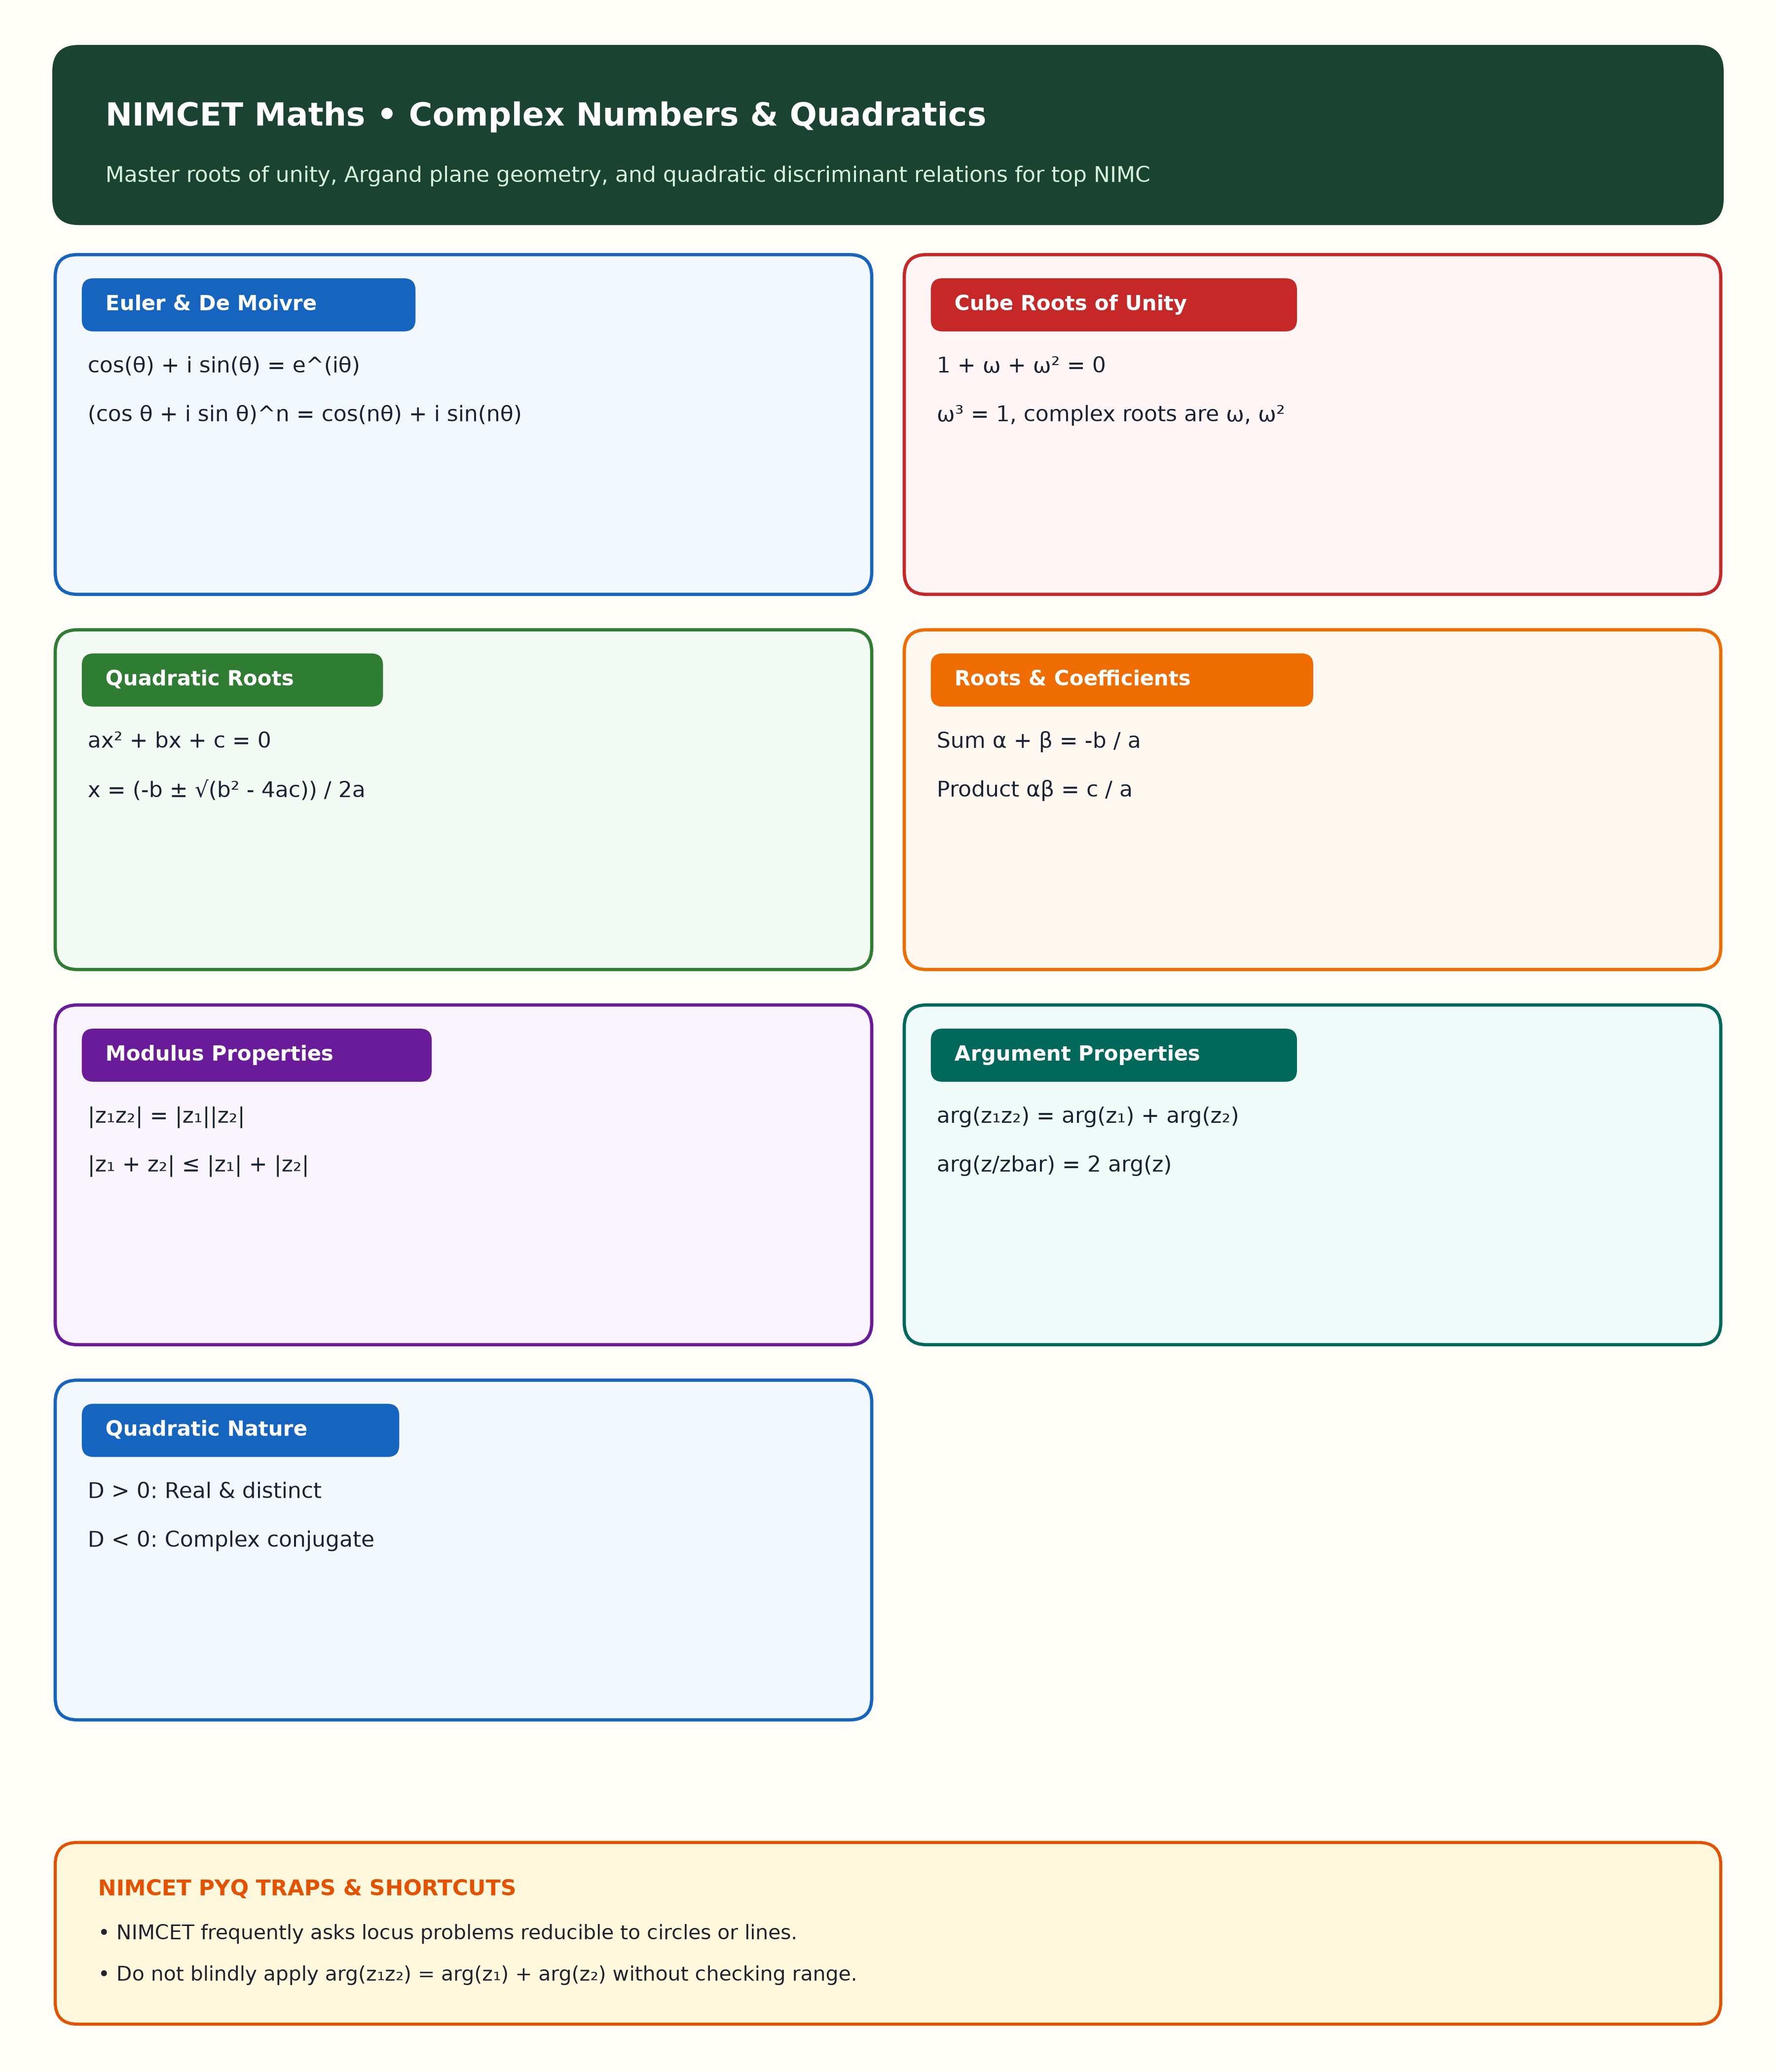 NIMCET Maths • Complex Numbers & Quadratics
Master roots of unity, Argand plane geometry, and quadratic discriminant relations for top NIMC
Euler & De Moivre
cos(θ) + i sin(θ) = e^(iθ)
(cos θ + i sin θ)^n = cos(nθ) + i sin(nθ)
Cube Roots of Unity
1 + ω + ω² = 0
ω³ = 1, complex roots are ω, ω²
Quadratic Roots
ax² + bx + c = 0
x = (-b ± √(b² - 4ac)) / 2a
Roots & Coefficients
Sum α + β = -b / a
Product αβ = c / a
Modulus Properties
|z₁z₂| = |z₁||z₂|
|z₁ + z₂| ≤ |z₁| + |z₂|
Argument Properties
arg(z₁z₂) = arg(z₁) + arg(z₂)
arg(z/zbar) = 2 arg(z)
Quadratic Nature
D > 0: Real & distinct
D < 0: Complex conjugate
NIMCET PYQ TRAPS & SHORTCUTS
• NIMCET frequently asks locus problems reducible to circles or lines.
• Do not blindly apply arg(z₁z₂) = arg(z₁) + arg(z₂) without checking range.